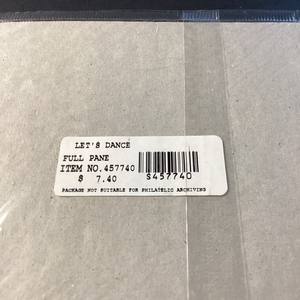 LET'S DANCE
FULL PANE
ITEM NO.457740
$ 7.40
S457740
PACKAGE NOT SUITABLE FOR PHILATELIC ARCHIVING